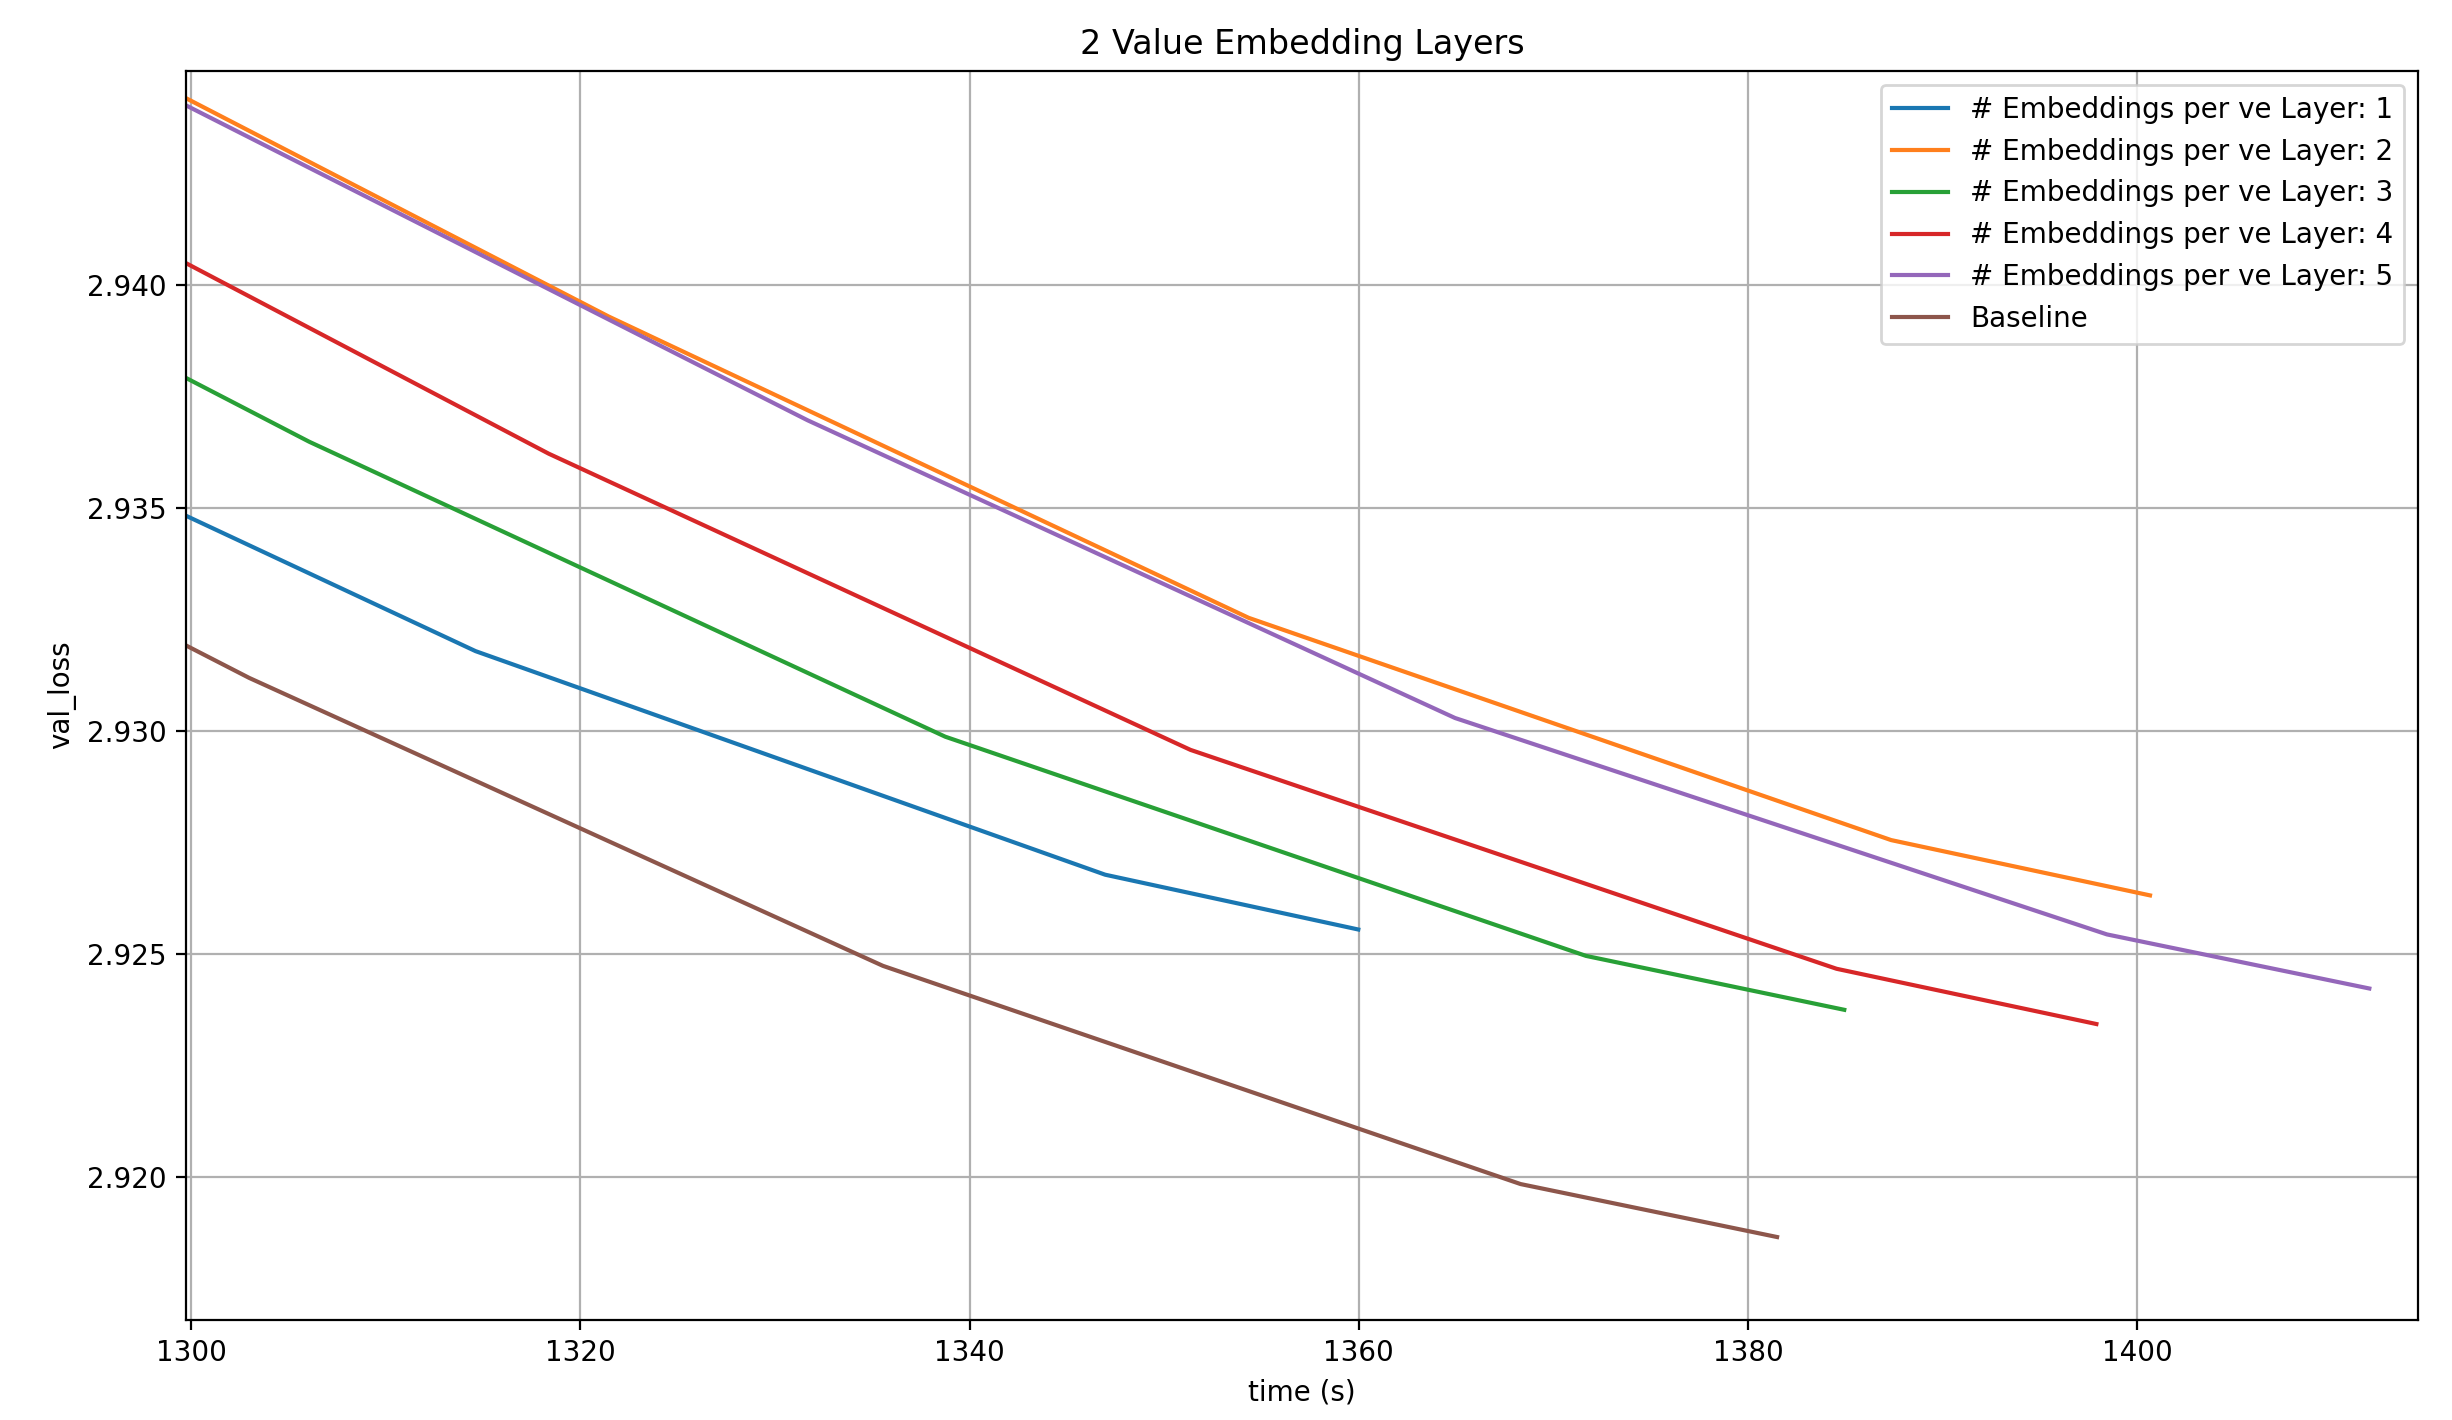 2 Value Embedding Layers
# Embeddings per ve Layer: 1
# Embeddings per ve Layer: 2
# Embeddings per ve Layer: 3
# Embeddings per ve Layer: 4
# Embeddings per ve Layer: 5
Baseline
val_loss
2.940
2.935
2.930
2.925
2.920
1300 1320 1340 1360 1380 1400
time (s)